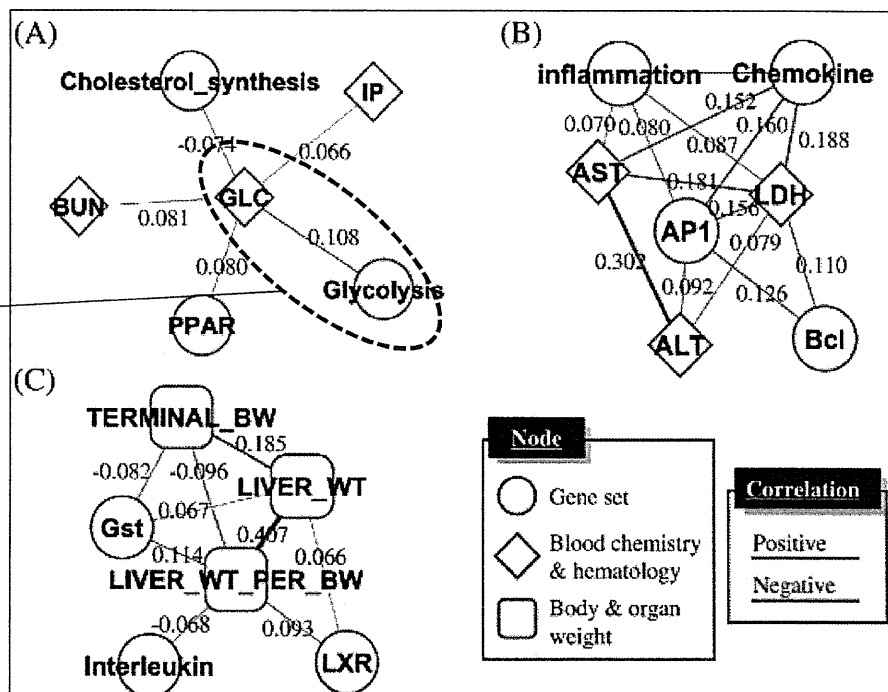 (A)
Cholesterol_synthesis
IP
-0.074
0.066
BUN
GLC
0.081
-0.108
0.080
Glycolysis
PPAR
(B)
inflammation
Chemokine
0.152
0.070
0.080
0.160
0.087
0.188
AST
0.181
LDH
0.156
AP1
0.079
0.302
0.110
0.092
0.126
ALT
Bcl
(C)
TERMINAL_BW
0.185
-0.082
-0.096
LIVER_WT
0.067
Gst
0.407
0.114
0.066
LIVER_WT_PER_BW
-0.068
0.093
Interleukin
LXR
Node
Gene set
Blood chemistry
& hematology
Body & organ
weight
Correlation
Positive
Negative